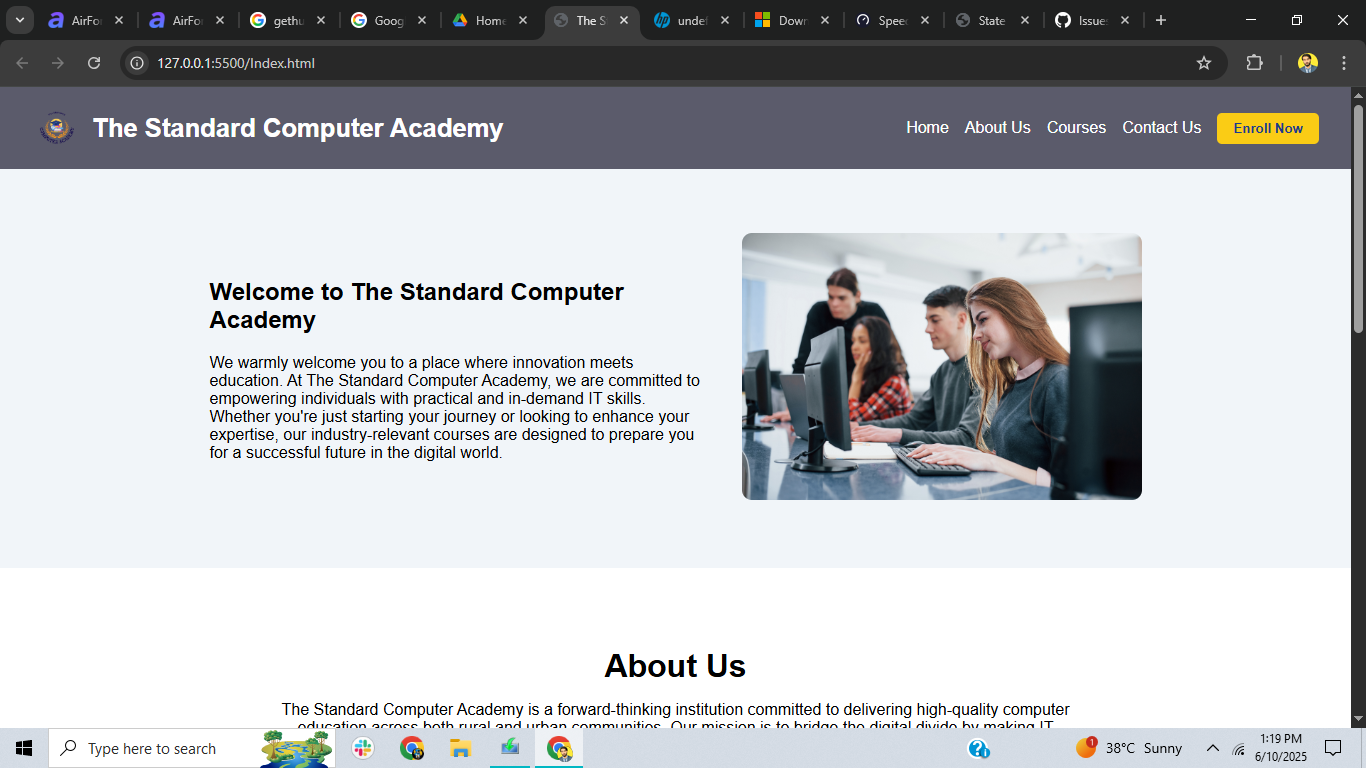 AirFo
AirFo
gethu
Goog
Home
The S
unde
Down
Speed
State
Issue
127.0.0.1:5500/Index.html
The Standard Computer Academy
Home
About Us
Courses
Contact Us
Enroll Now
Welcome to The Standard Computer
Academy
We warmly welcome you to a place where innovation meets
education. At The Standard Computer Academy, we are committed to
empowering individuals with practical and in-demand IT skills.
Whether you're just starting your journey or looking to enhance your
expertise, our industry-relevant courses are designed to prepare you
for a successful future in the digital world.
About Us
The Standard Computer Academy is a forward-thinking institution committed to delivering high-quality computer
education across both rural and urban communities. Our mission is to bridge the digital divide by making IT
Type here to search
1
38°C Sunny
1:19 PM
6/10/2025